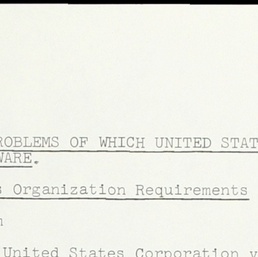 ROBLEMS OF WHICH UNITED STAT
WARE.
s Organization Requirements
United States Corporation